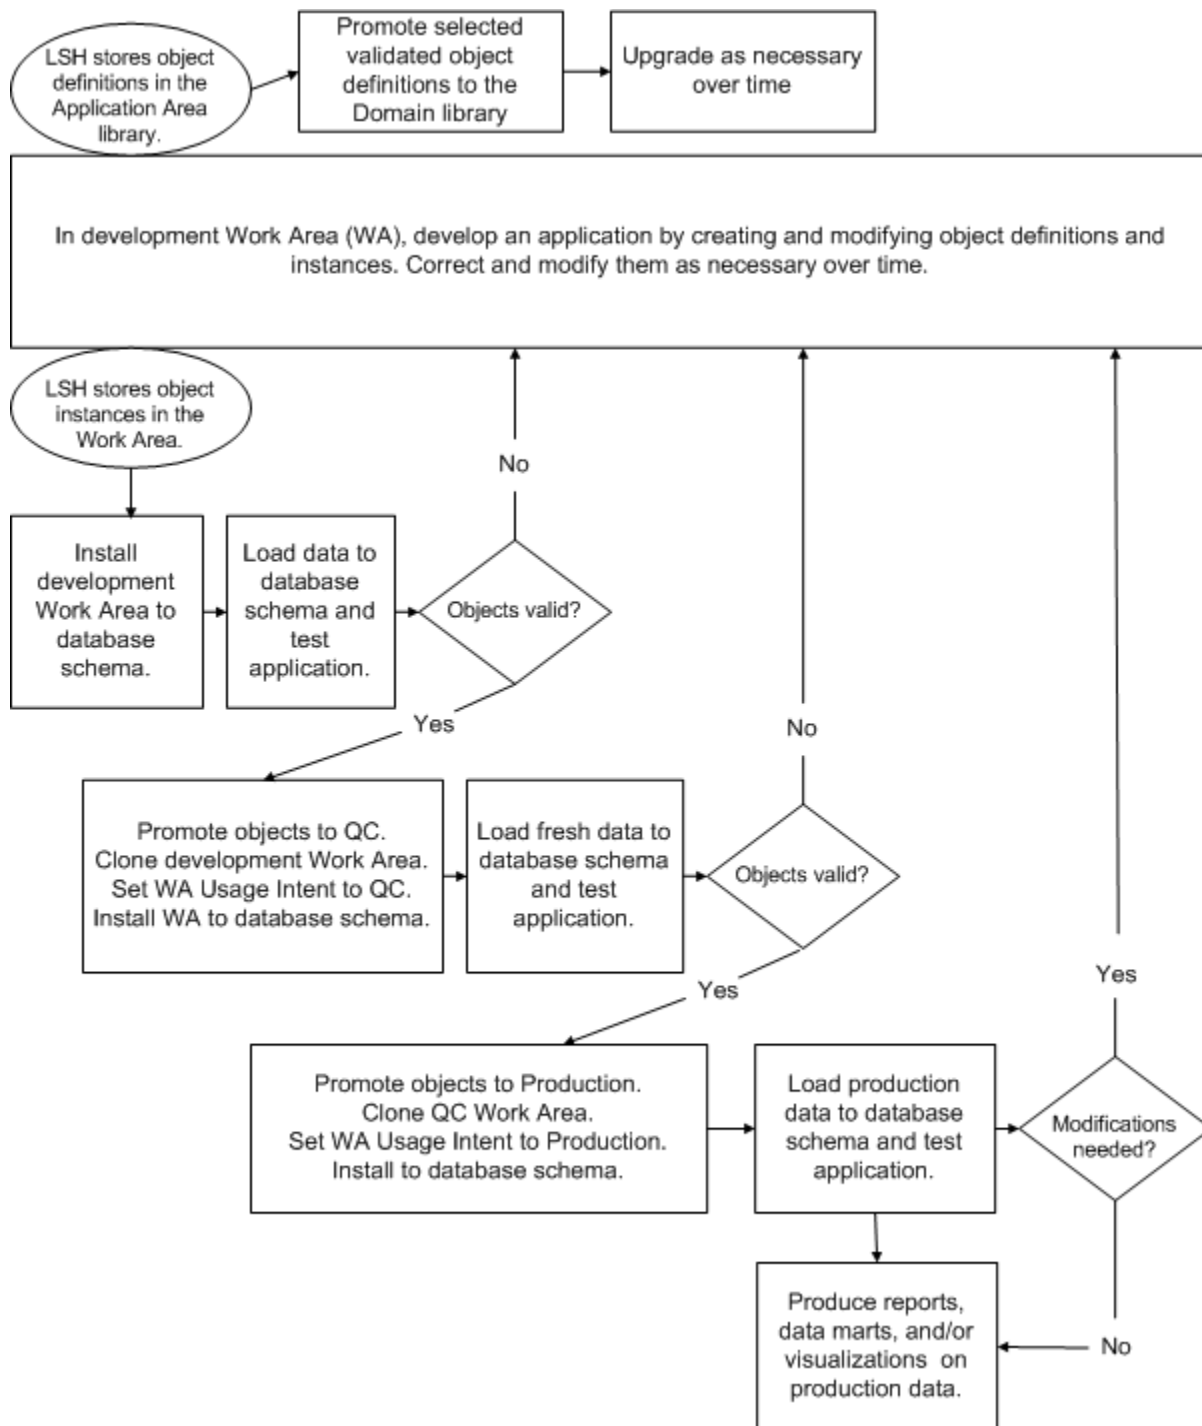 LSH stores object
definitions in the
Application Area
library.
Promote selected
validated object
definitions to the
Domain library
Upgrade as necessary
over time
In development Work Area (WA), develop an application by creating and modifying object definitions and
instances. Correct and modify them as necessary over time.
LSH stores object
instances in the
Work Area.
No
Install
development
Work Area to
database
schema.
Load data to
database
schema and
test
application.
Objects valid?
Yes
No
Promote objects to QC.
Clone development Work Area.
Set WA Usage Intent to QC.
Install WA to database schema.
Load fresh data to
database schema
and test
application.
Objects valid?
Yes
Yes
Promote objects to Production.
Clone QC Work Area.
Set WA Usage Intent to Production.
Install to database schema.
Load production
data to database
schema and test
application.
Modifications
needed?
Produce reports,
data marts, and/or
visualizations on
production data.
No